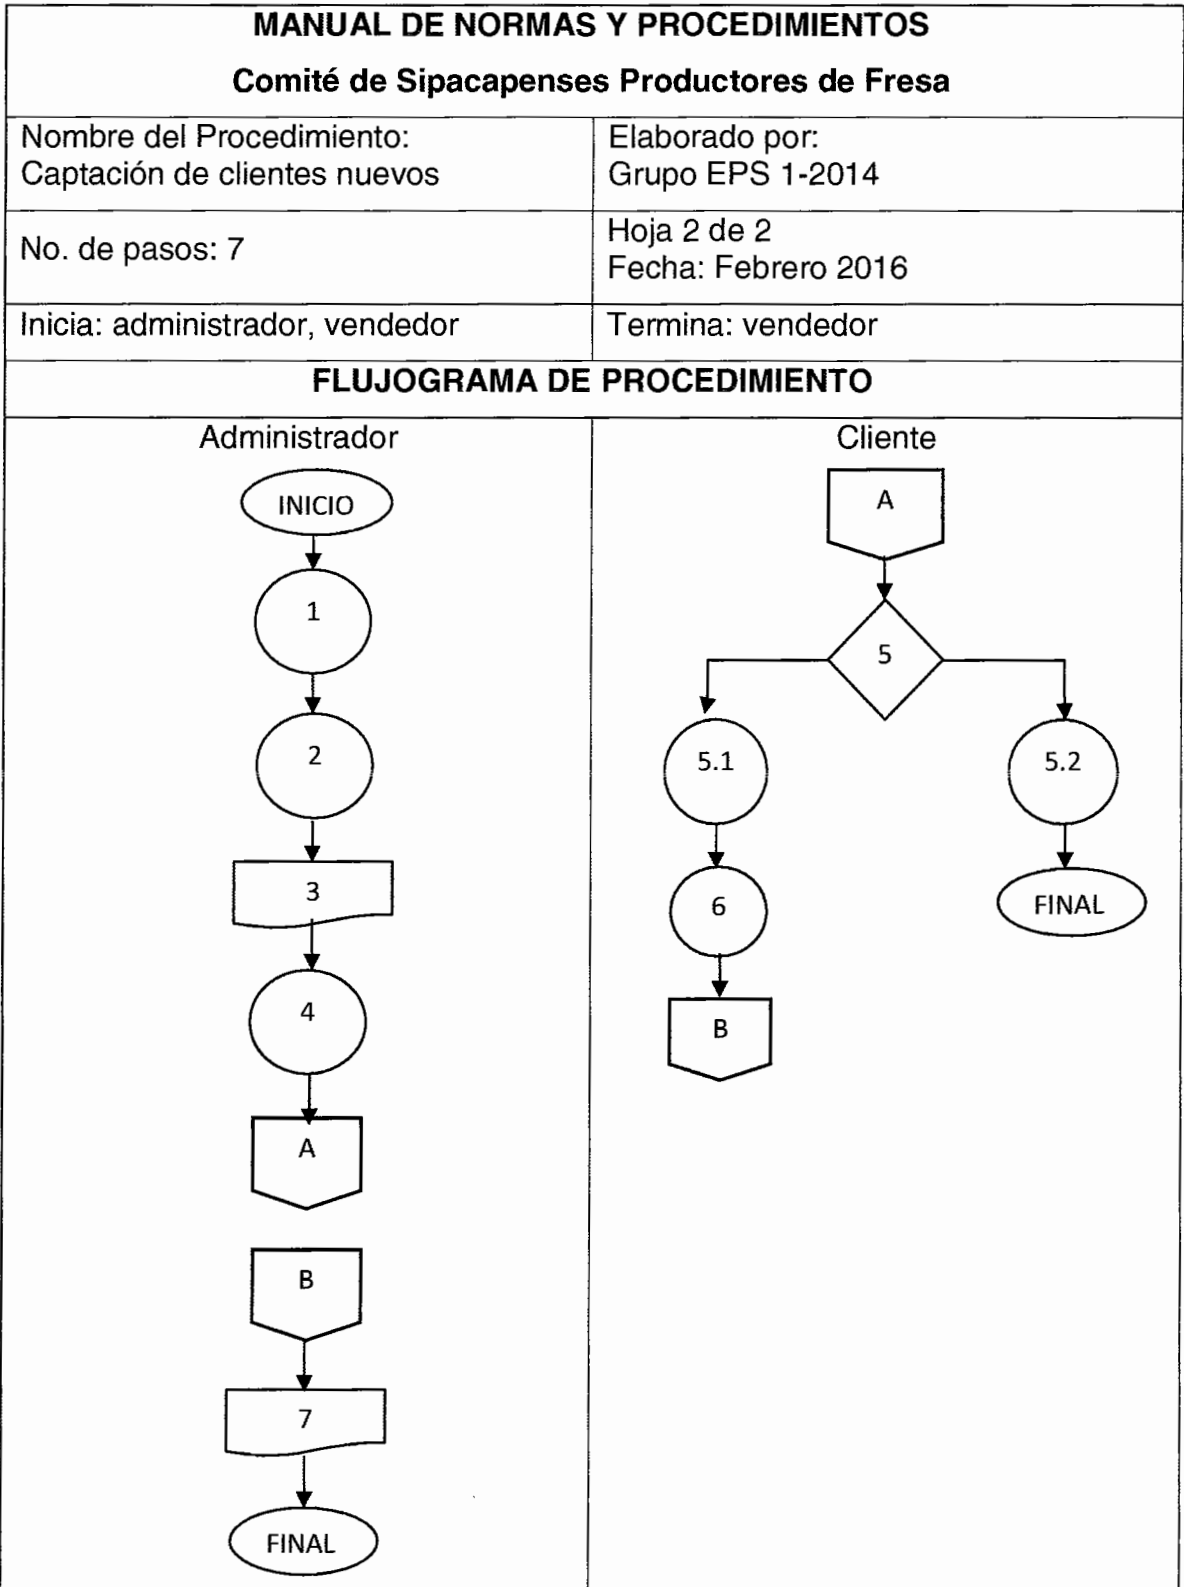 MANUAL DE NORMAS Y PROCEDIMIENTOS
Comité de Sipacapenses Productores de Fresa
Nombre del Procedimiento:
Captación de clientes nuevos
Elaborado por:
Grupo EPS 1-2014
No. de pasos: 7
Hoja 2 de 2
Fecha: Febrero 2016
Inicia: administrador, vendedor
Termina: vendedor
FLUJOGRAMA DE PROCEDIMIENTO
Administrador
INICIO
1
2
3
4
A
B
7
FINAL
Cliente
A
5
5.1
5.2
6
FINAL
B